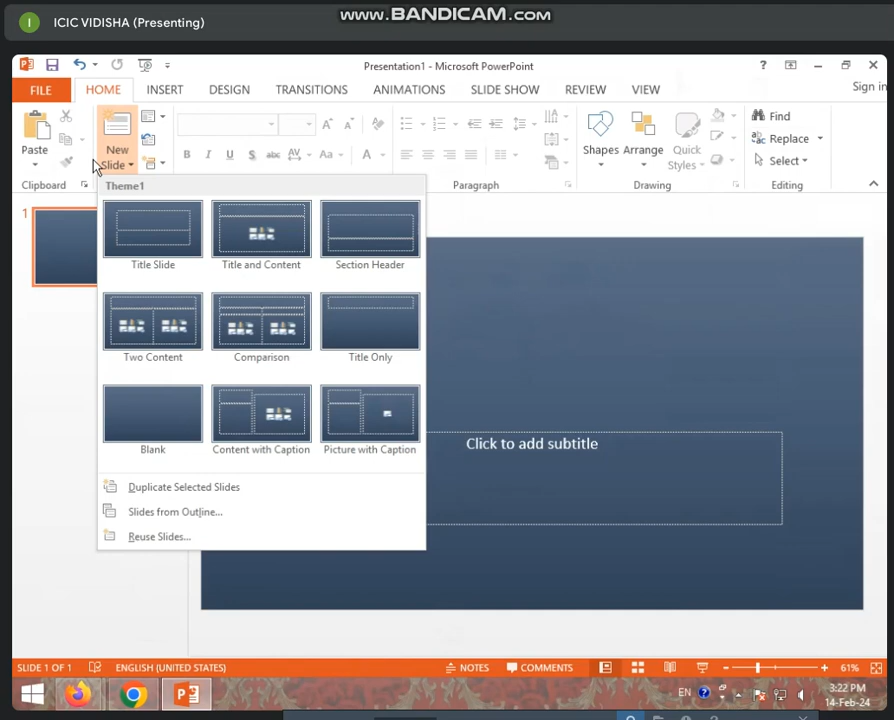 www.BANDICAM.com
I
ICIC VIDISHA (Presenting)
Presentation1 - Microsoft PowerPoint
?
Sign in
FILE
HOME
INSERT
DESIGN
TRANSITIONS
ANIMATIONS
SLIDE SHOW
REVIEW
VIEW
Paste
New Slide
B I U S abc AV Aa A
Shapes
Arrange
Quick Styles
Find
Replace
Select
Clipboard
Paragraph
Drawing
Editing
Theme1
Title Slide
Title and Content
Section Header
Two Content
Comparison
Title Only
Blank
Content with Caption
Picture with Caption
Duplicate Selected Slides
Slides from Outline...
Reuse Slides...
1
Click to add subtitle
SLIDE 1 OF 1
ENGLISH (UNITED STATES)
NOTES
COMMENTS
61%
EN
3:22 PM
14-Feb-24